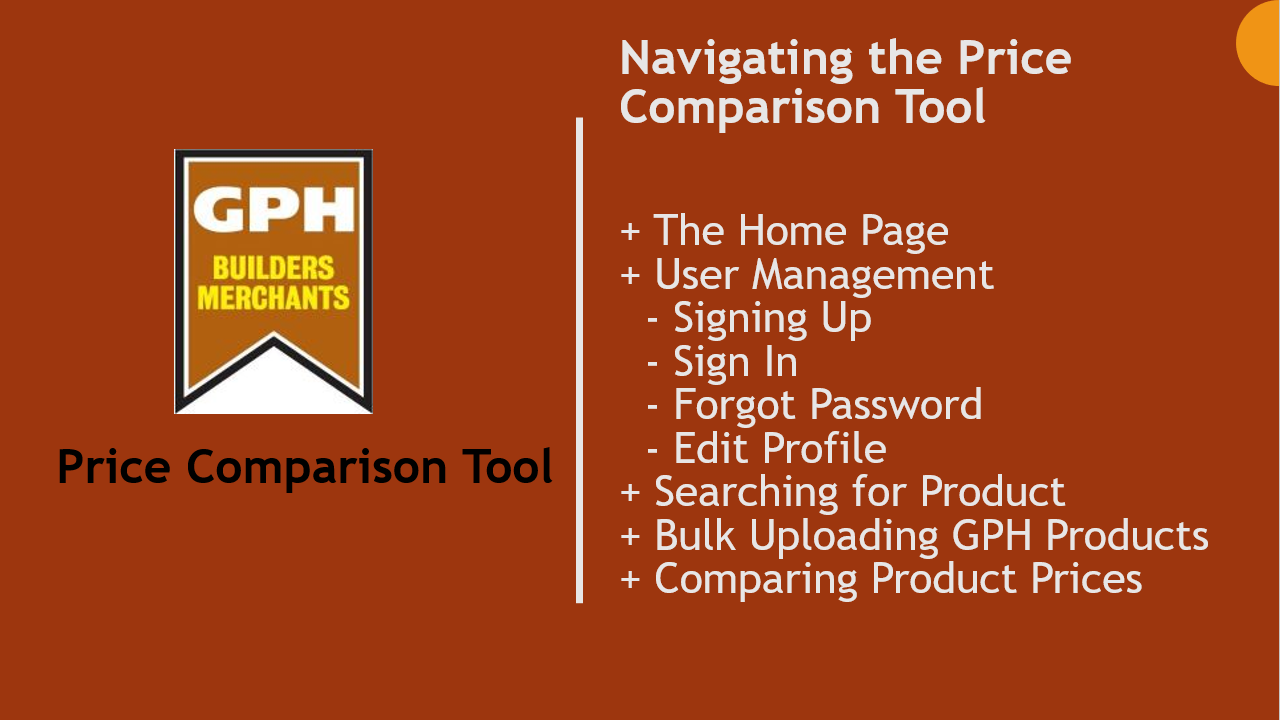 GPH
BUILDERS
MERCHANTS
Price Comparison Tool
Navigating the Price
Comparison Tool
+ The Home Page
+ User Management
- Signing Up
- Sign In
- Forgot Password
- Edit Profile
+ Searching for Product
+ Bulk Uploading GPH Products
+ Comparing Product Prices